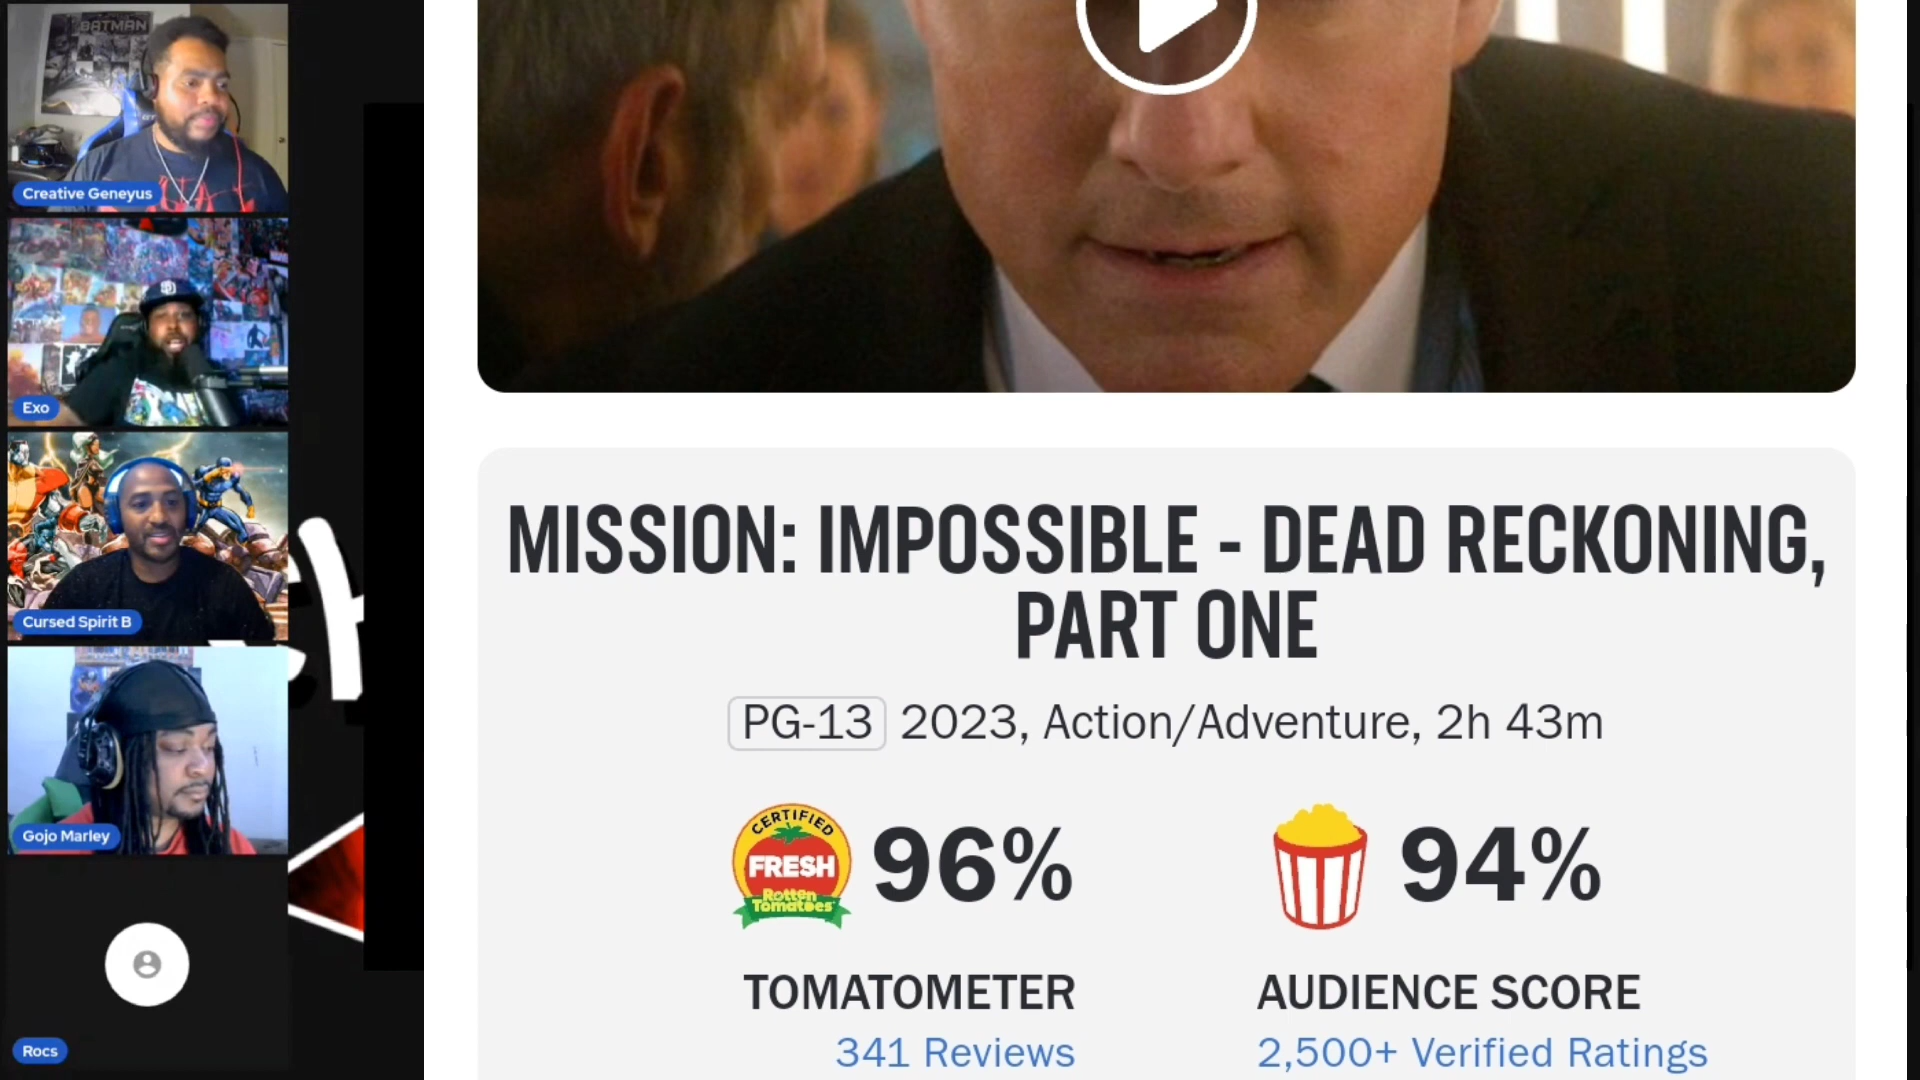 BATMAN
Creative Geneyus
Exo
Cursed Spirit B
Gojo Marley
Rocs
MISSION: IMPOSSIBLE - DEAD RECKONING,
PART ONE
PG-13 2023, Action/Adventure, 2h 43m
CERTIFIED
FRESH
Rotten
Tomatoes
96%
94%
TOMATOMETER
AUDIENCE SCORE
341 Reviews
2,500+ Verified Ratings